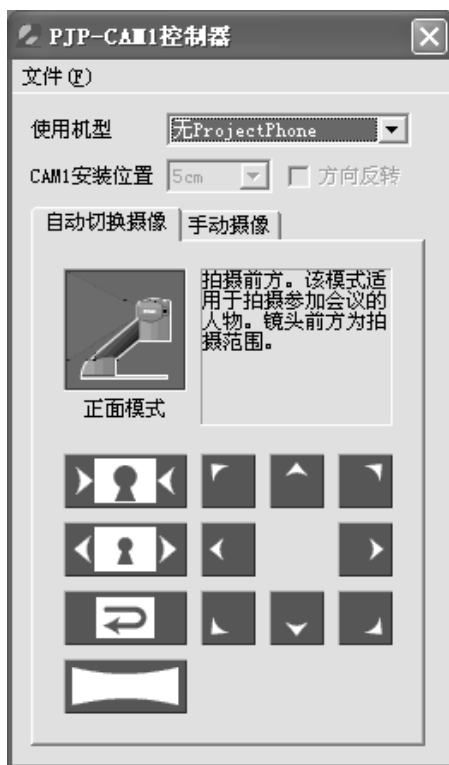 PJP-CAM1控制器
文件(F)
使用机型 无ProjectPhone
CAM1安装位置 5cm 方向反转
自动切换摄像 手动摄像
拍摄前方。该模式适
用于拍摄参加会议的
人物。镜头前方为拍
摄范围。
正面模式